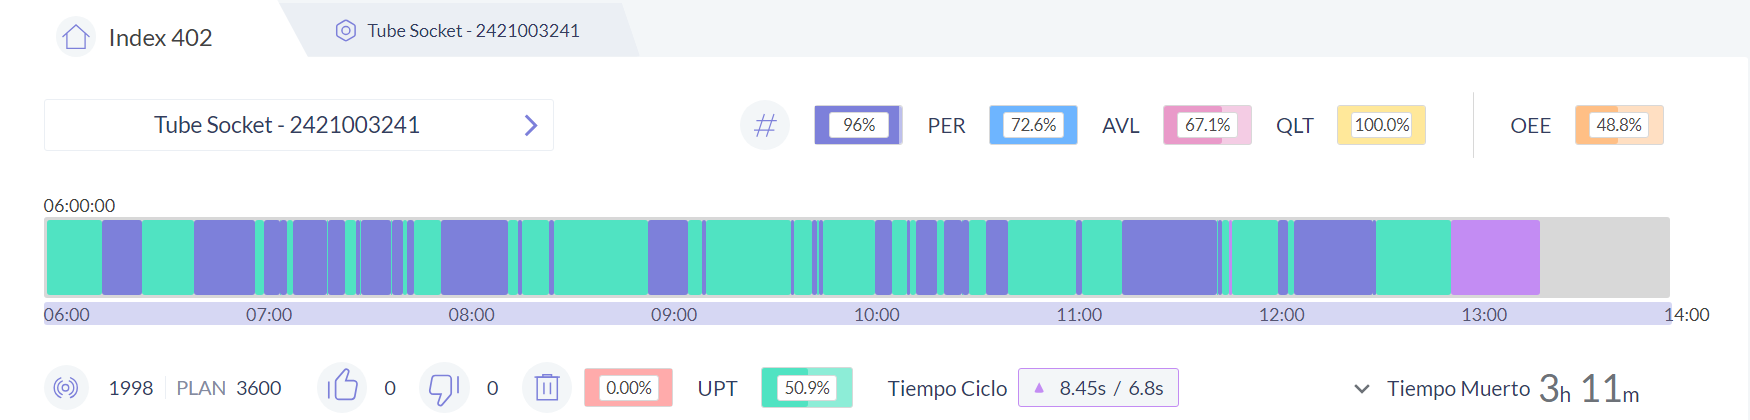 Index 402
Tube Socket - 2421003241
Tube Socket - 2421003241
96% PER 72.6% AVL 67.1% QLT 100.0% OEE 48.8%
06:00:00
06:00 07:00 08:00 09:00 10:00 11:00 12:00 13:00 14:00
1998 PLAN 3600 0 0 0.00% UPT 50.9% Tiempo Ciclo 8.45s / 6.8s Tiempo Muerto 3h 11m